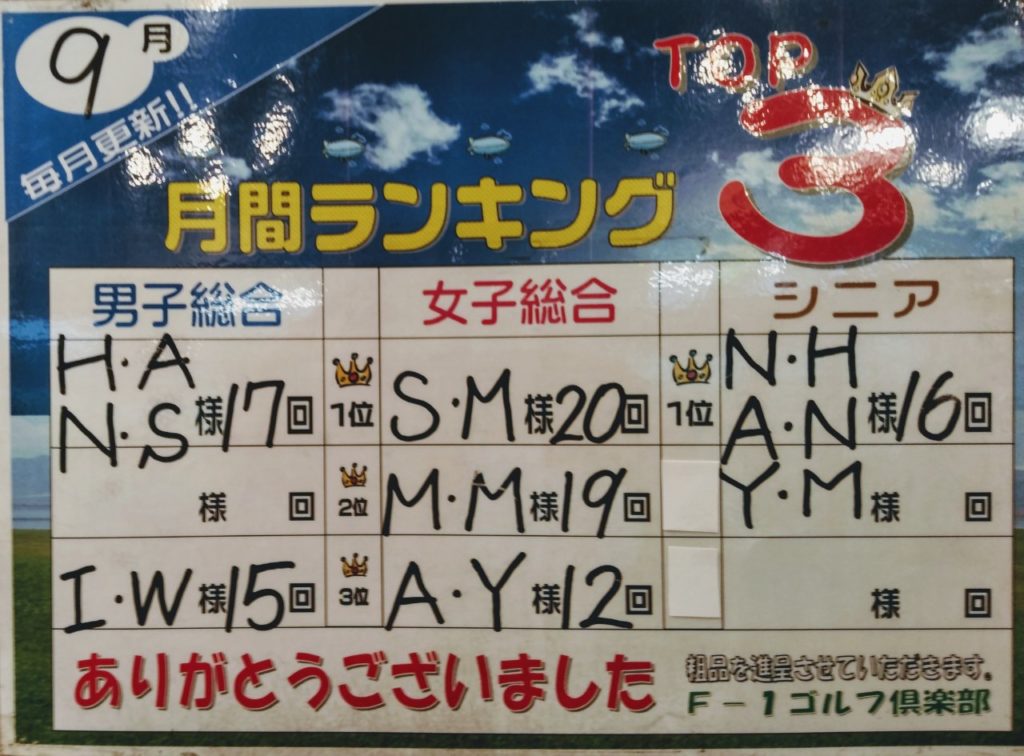 9月
毎月更新!!
TOP
3
月間ランキング
男子総合 女子総合 シニア
H・A
N・S 様 17回 1位 S・M 様 20回 1位 N・H
A・N 様 16回
様 回 2位 M・M 様 19回 Y・M 様 回
I・W 様 15回 3位 A・Y 様 12回 様 回
ありがとうございました
粗品を進呈させていただきます。
F－1ゴルフ倶楽部